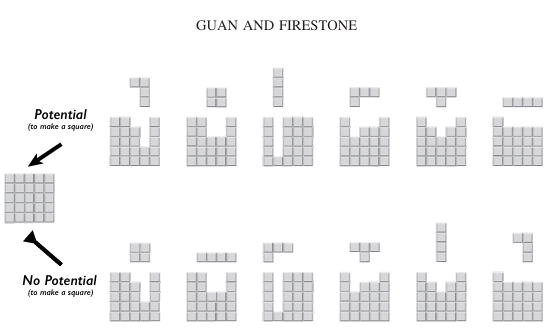 GUAN AND FIRESTONE
Potential
(to make a square)
No Potential
(to make a square)